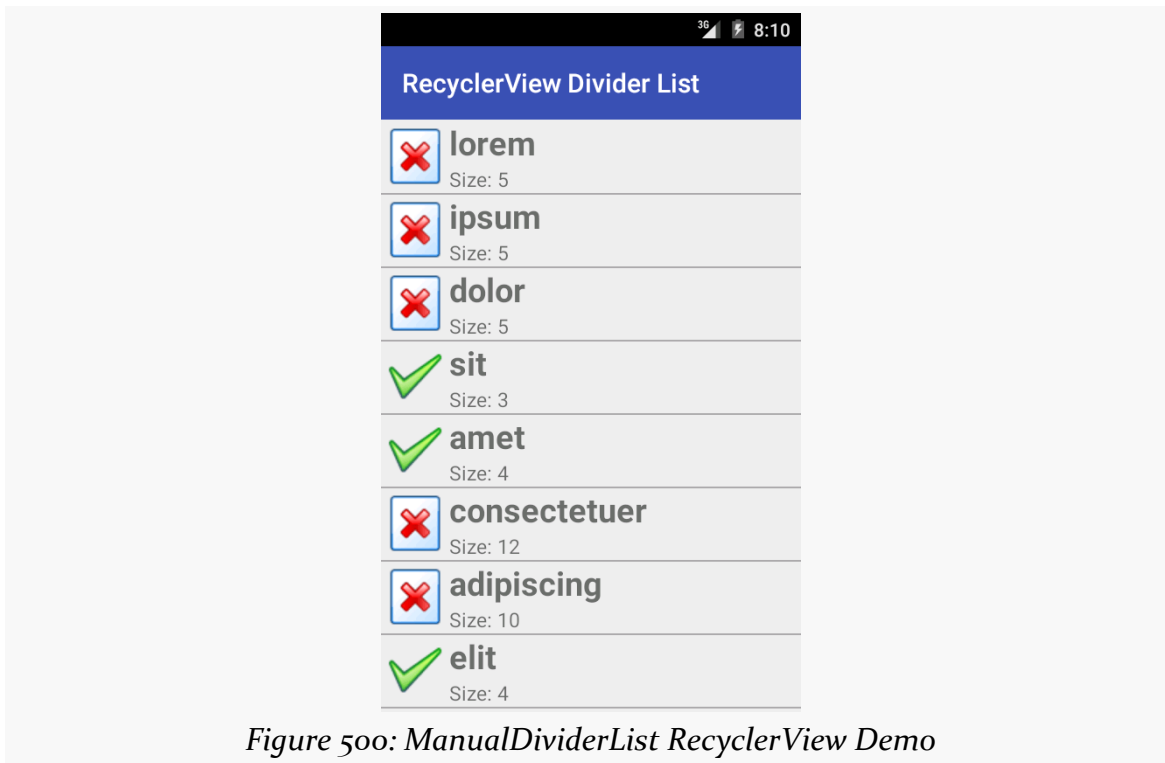 3G 8:10
RecyclerView Divider List
lorem
Size: 5
ipsum
Size: 5
dolor
Size: 5
sit
Size: 3
amet
Size: 4
consectetuer
Size: 12
adipiscing
Size: 10
elit
Size: 4
Figure 500: ManualDividerList RecyclerView Demo